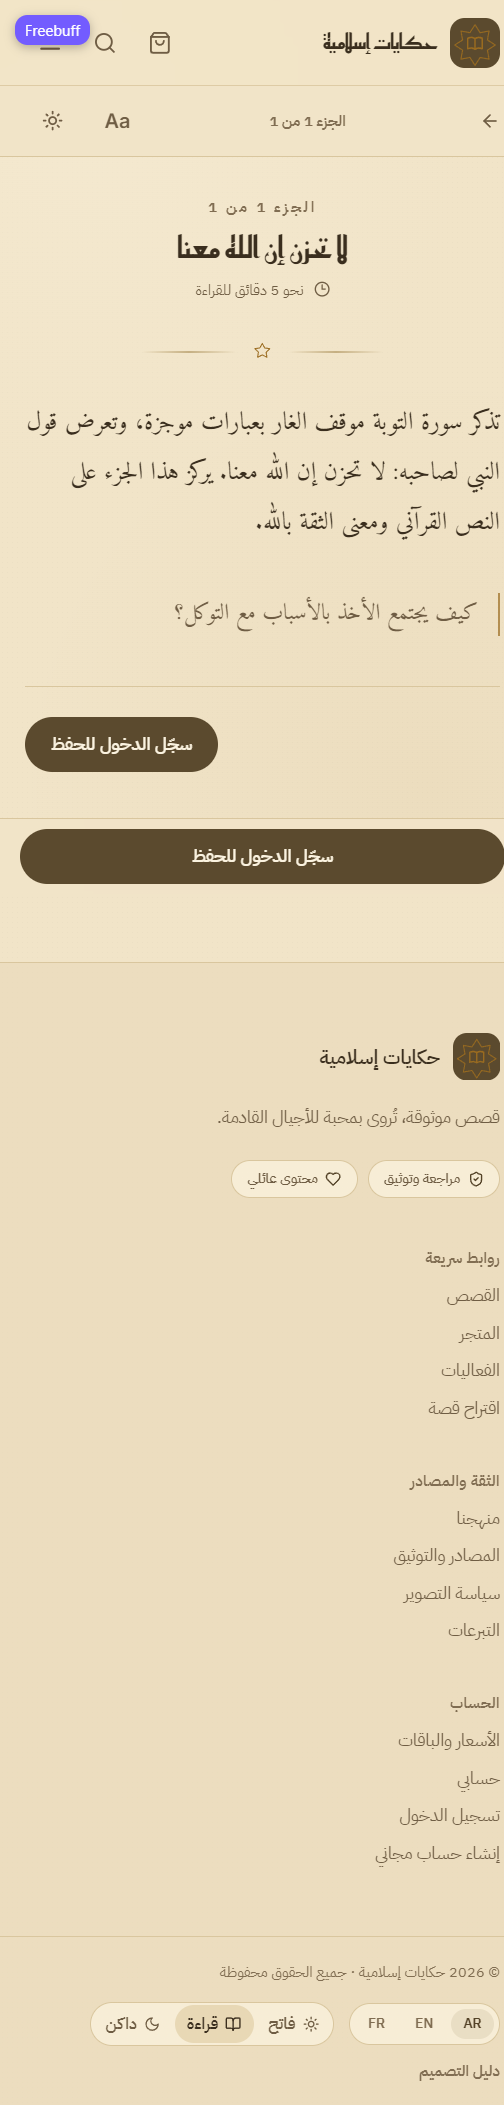 Freebuff
حكايات إسلامية
الجزء 1 من 1
Aa
الجزء 1 من 1
لا تحزن إن الله معنا
نحو 5 دقائق للقراءة
تذكر سورة التوبة موقف الغار بعبارات موجزة، وتعرض قول
النبي لصاحبه: لا تحزن إن الله معنا. يركز هذا الجزء على
النص القرآني ومعنى الثقة بالله.
كيف يجتمع الأخذ بالأسباب مع التوكل؟
سجّل الدخول للحفظ
سجّل الدخول للحفظ
حكايات إسلامية
قصص موثوقة، تُروى بمحبة للأجيال القادمة.
مراجعة وتوثيق
محتوى عائلي
روابط سريعة
القصص
المتجر
الفعاليات
اقتراح قصة
الثقة والمصادر
منهجنا
المصادر والتوثيق
سياسة التصوير
التبرعات
الحساب
الأسعار والباقات
حسابي
تسجيل الدخول
إنشاء حساب مجاني
© 2026 حكايات إسلامية · جميع الحقوق محفوظة
AR EN FR
فاتح قراءة داكن
دليل التصميم